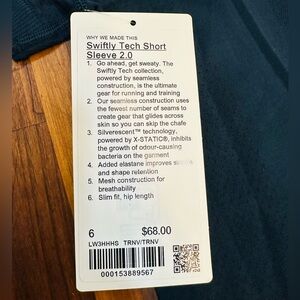 WHY WE MADE THIS
Swiftly Tech Short
Sleeve 2.0
1. Go ahead, get sweaty. The
Swiftly Tech collection,
powered by seamless
construction, is the ultimate
gear for running and training
2. Our seamless construction uses
the fewest number of seams to
create gear that glides across
skin so you can skip the chafe
3. Silverescent™ technology,
powered by X-STATIC®, inhibits
the growth of odour-causing
bacteria on the garment
4. Added elastane improves
and shape retention
5. Mesh construction for
breathability
6. Slim fit, hip length
6 $68.00
LW3HHHS TRNV/TRNV
000153889567